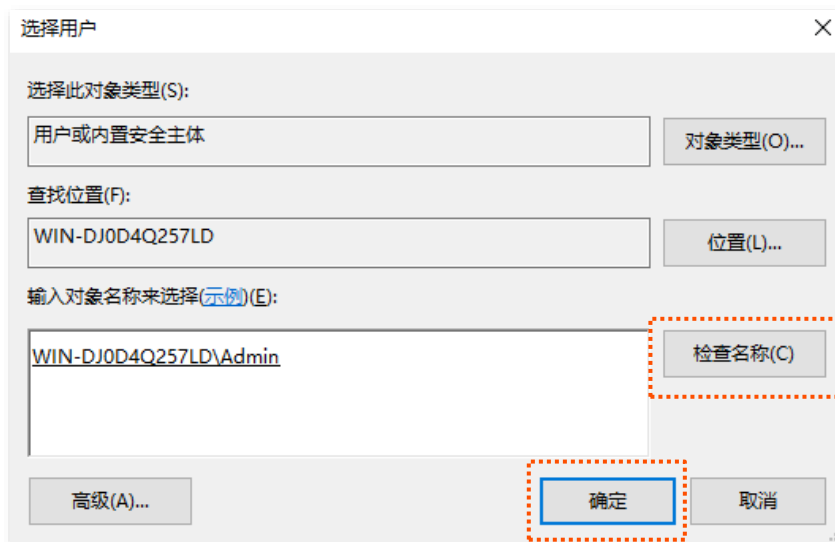 选择用户
选择此对象类型(S):
用户或内置安全主体
对象类型(O)...
查找位置(F):
WIN-DJ0D4Q257LD
位置(L)...
输入对象名称来选择(示例)(E):
WIN-DJ0D4Q257LD\Admin
检查名称(C)
高级(A)...
确定
取消